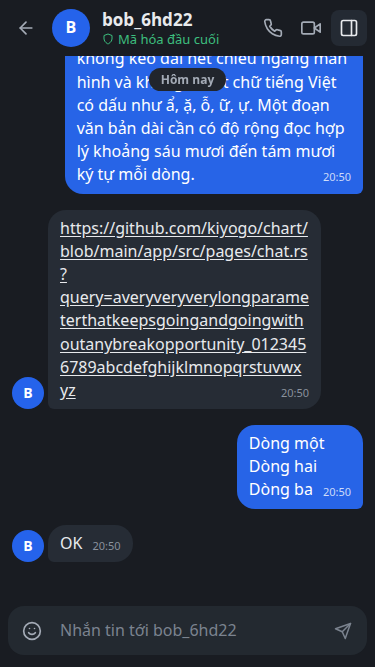 B
bob_6hd22
Mã hóa đầu cuối
không kéo dài hết chiều ngang màn
Hôm nay
hình và kh t chữ tiếng Việt
có dấu như ẩ, ặ, ỗ, ữ, ự. Một đoạn
văn bản dài cần có độ rộng đọc hợp
lý khoảng sáu mươi đến tám mươi
ký tự mỗi dòng.
20:50
https://github.com/kiyogo/chart/
blob/main/app/src/pages/chat.rs
?
query=averyveryverylongparame
terthatkeepsgoingandgoingwith
outanybreakopportunity_012345
6789abcdefghijklmnopqrstuvwx
yz
20:50
B
Dòng một
Dòng hai
Dòng ba 20:50
B
OK 20:50
Nhắn tin tới bob_6hd22